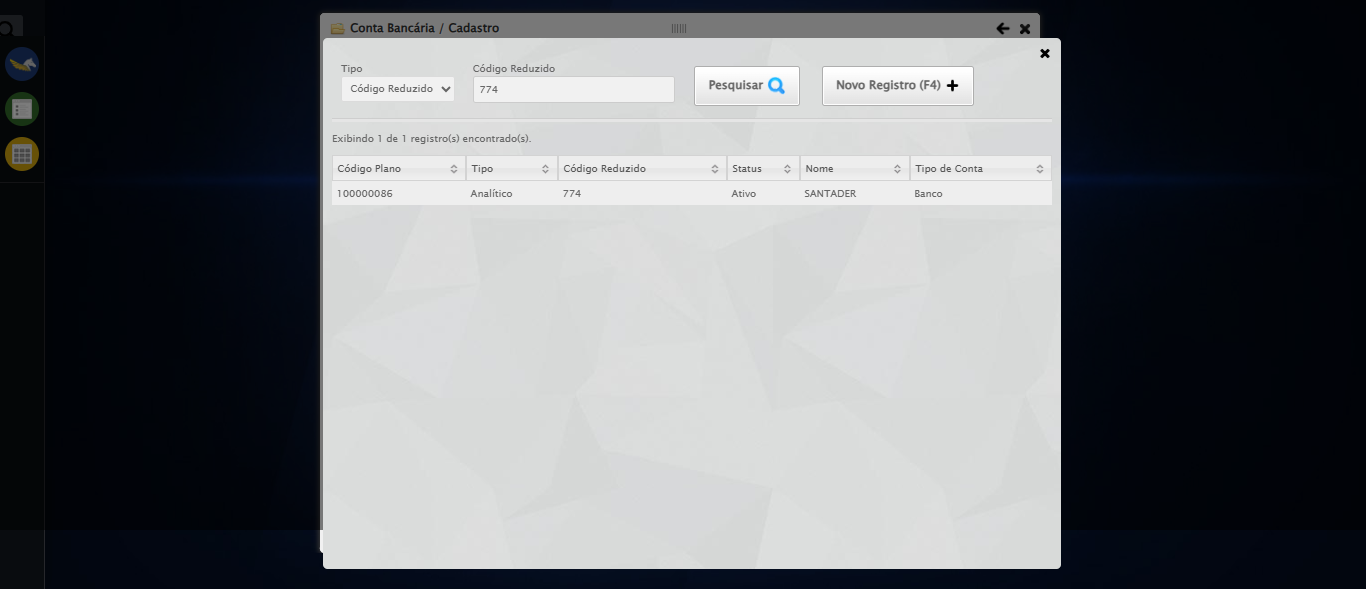 Conta Bancária / Cadastro
Tipo
Código Reduzido
Código Reduzido
774
Pesquisar
Novo Registro (F4)
Exibindo 1 de 1 registro(s) encontrado(s).
Código Plano Tipo Código Reduzido Status Nome Tipo de Conta
100000086 Analítico 774 Ativo SANTADER Banco